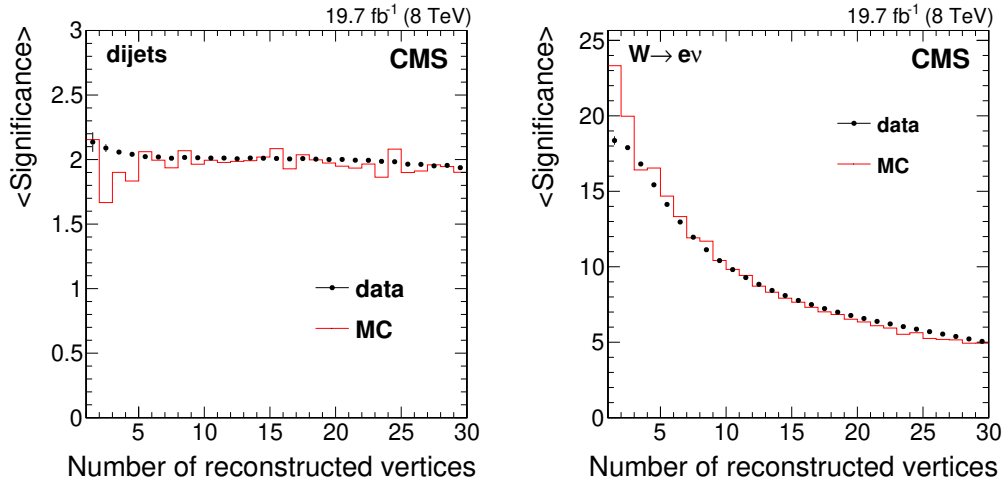 19.7 fb⁻¹ (8 TeV)
3
2.5
2
1.5
1
0.5
0
<Significance>
dijets
CMS
data
MC
5
10
15
20
25
30
Number of reconstructed vertices
19.7 fb⁻¹ (8 TeV)
25
20
15
10
5
0
<Significance>
W→ eν
CMS
data
MC
5
10
15
20
25
30
Number of reconstructed vertices